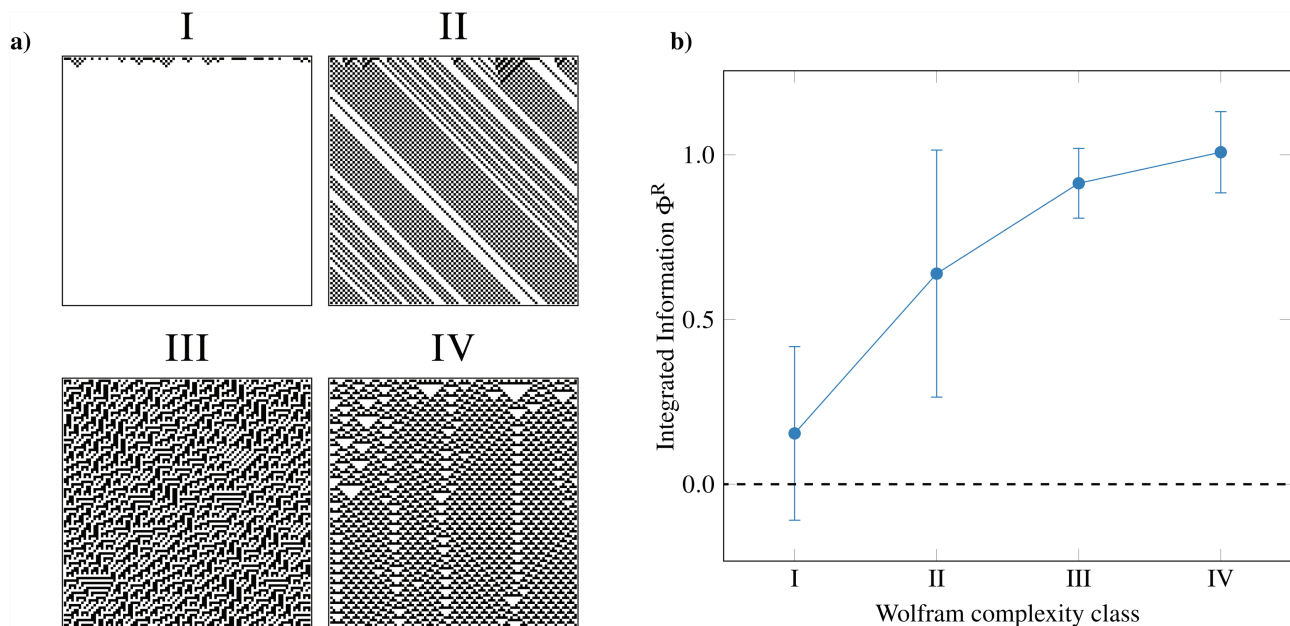 a)
I
II
III
IV
b)
Integrated Information Φ^R
1.0
0.5
0.0
I
II
III
IV
Wolfram complexity class